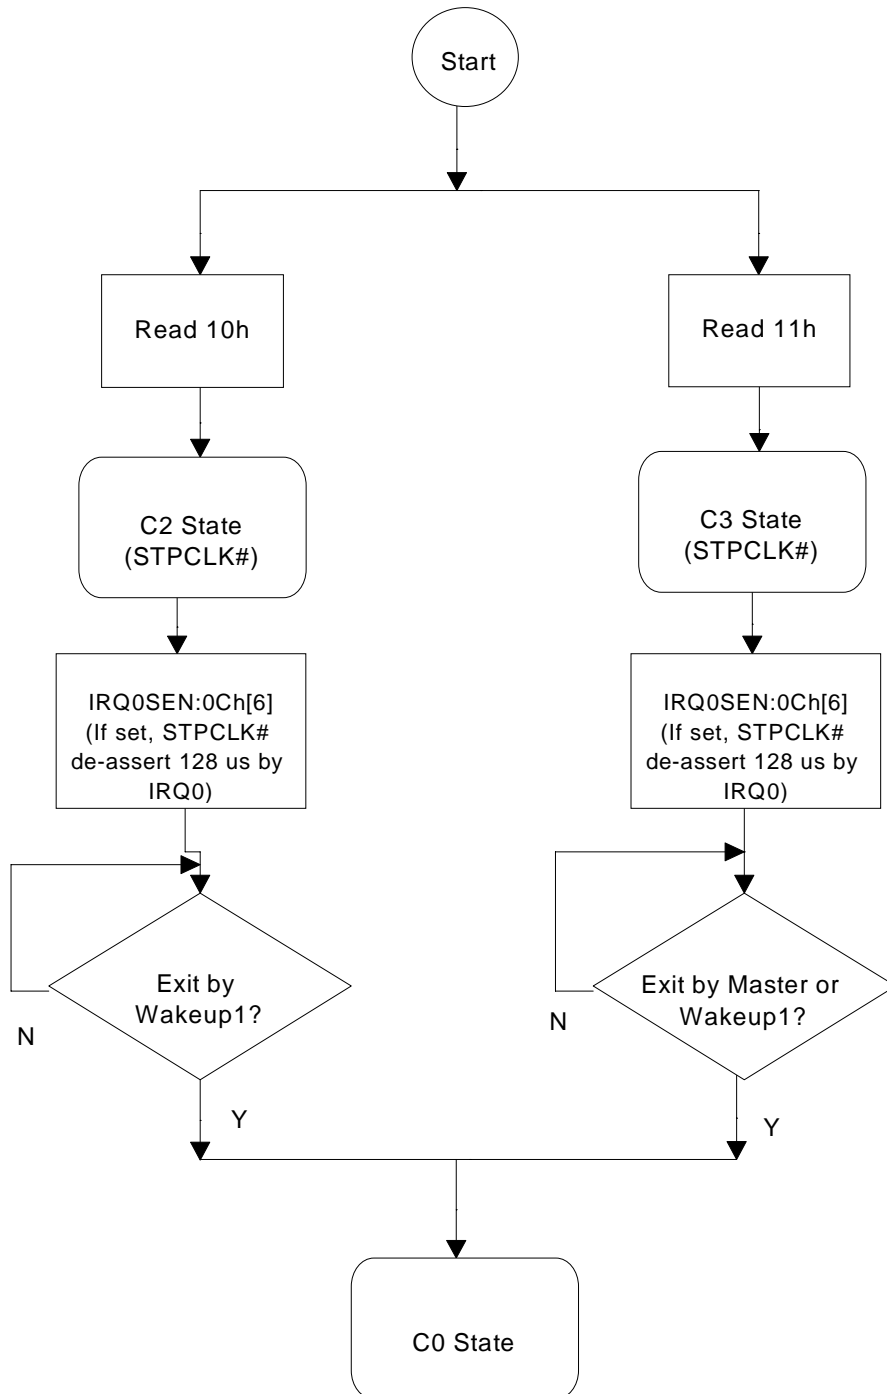 Start
Read 10h
Read 11h
C2 State
(STPCLK#)
C3 State
(STPCLK#)
IRQ0SEN:0Ch[6]
(If set, STPCLK#
de-assert 128 us by
IRQ0)
IRQ0SEN:0Ch[6]
(If set, STPCLK#
de-assert 128 us by
IRQ0)
Exit by
Wakeup1?
N
Y
Exit by Master or
Wakeup1?
N
Y
C0 State